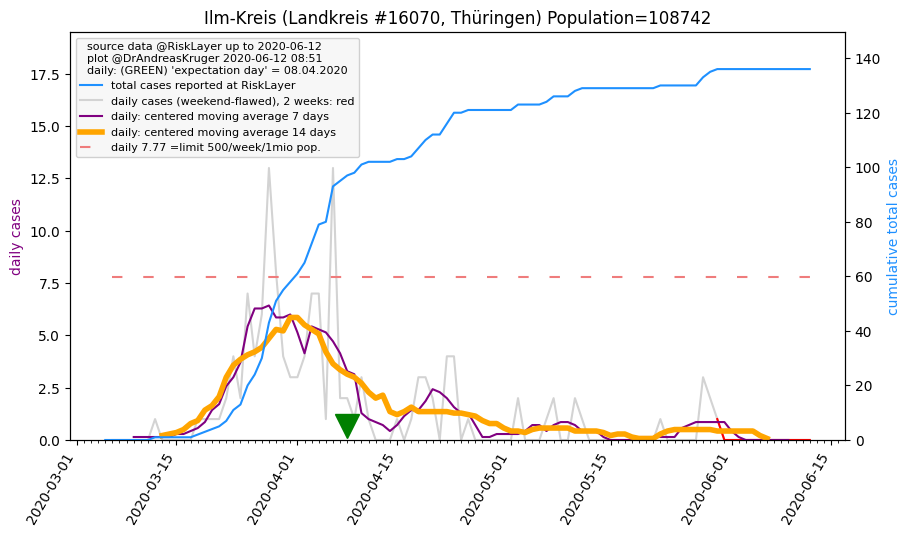 Ilm-Kreis (Landkreis #16070, Thüringen) Population=108742
source data @RiskLayer up to 2020-06-12
plot @DrAndreasKruger 2020-06-12 08:51
daily: (GREEN) 'expectation day' = 08.04.2020
total cases reported at RiskLayer
daily cases (weekend-flawed), 2 weeks: red
daily: centered moving average 7 days
daily: centered moving average 14 days
daily 7.77 =limit 500/week/1mio pop.
daily cases
17.5
15.0
12.5
10.0
7.5
5.0
2.5
0.0
140
120
100
80
60
40
20
0
cumulative total cases
2020-03-01
2020-03-15
2020-04-01
2020-04-15
2020-05-01
2020-05-15
2020-06-01
2020-06-15